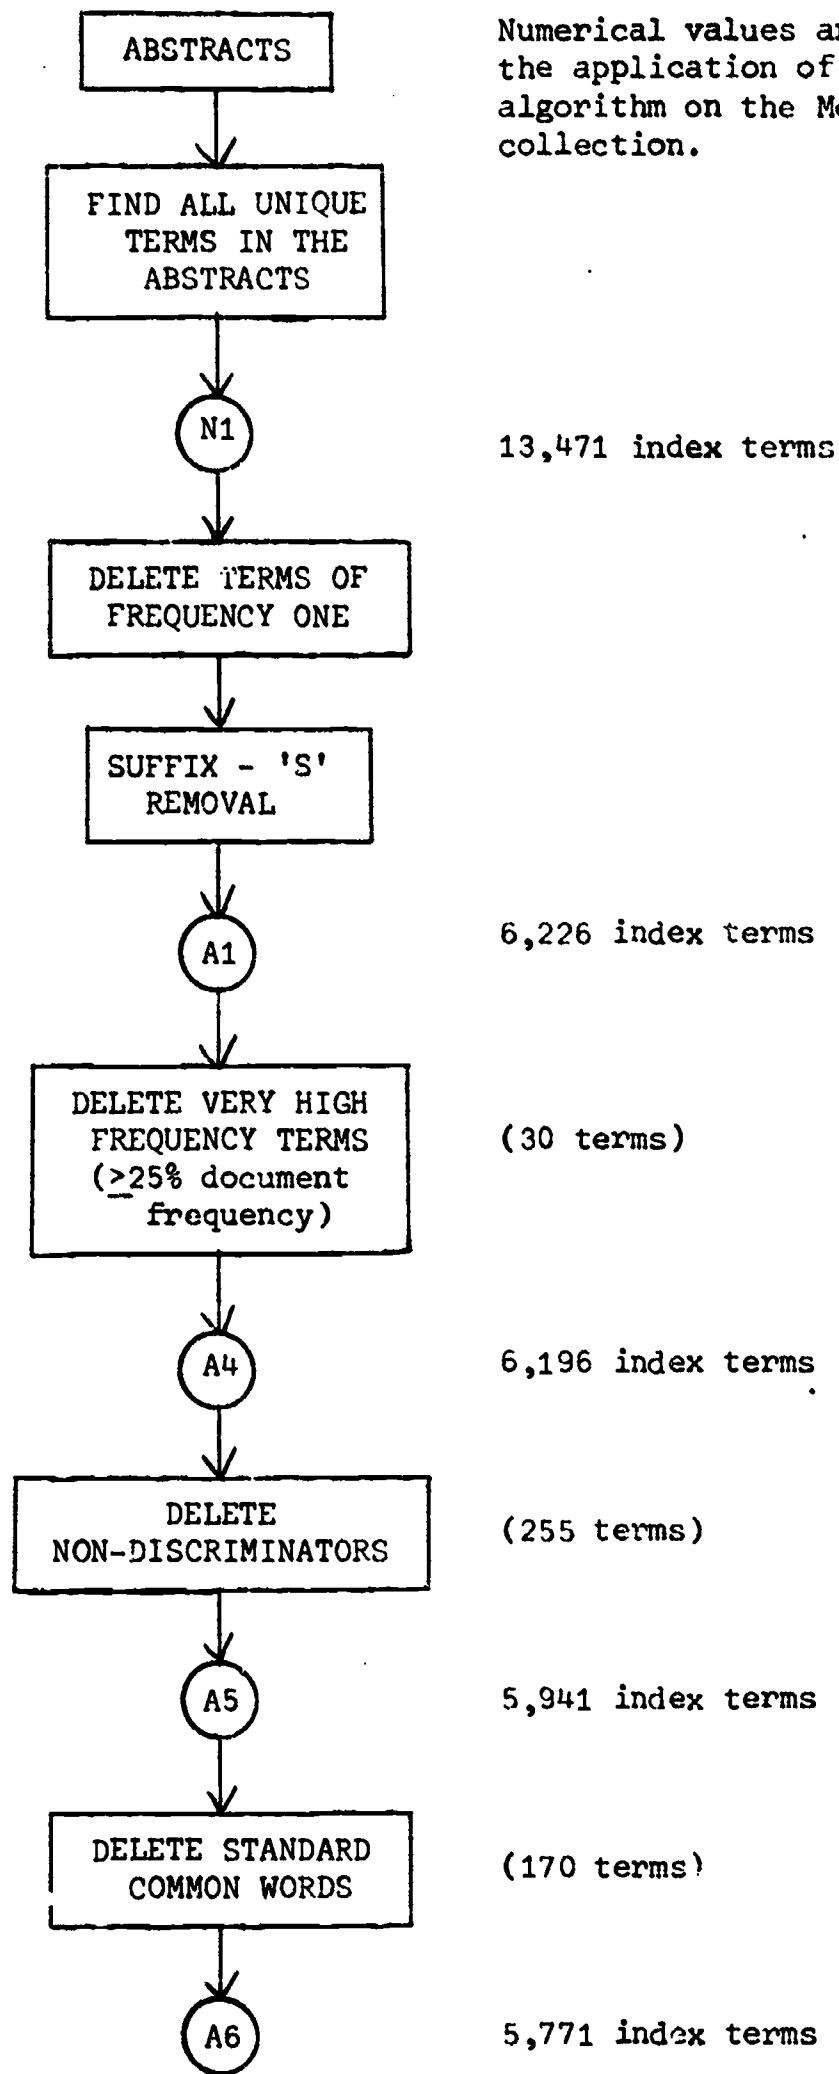 ABSTRACTS
Numerical values
the application of
algorithm on the
collection.
FIND ALL UNIQUE
TERMS IN THE
ABSTRACTS
N1
13,471 index terms
DELETE TERMS OF
FREQUENCY ONE
SUFFIX - 'S'
REMOVAL
A1
6,226 index terms
DELETE VERY HIGH
FREQUENCY TERMS
(≥25% document
frequency)
(30 terms)
A4
6,196 index terms
DELETE
NON-DISCRIMINATORS
(255 terms)
A5
5,941 index terms
DELETE STANDARD
COMMON WORDS
(170 terms)
A6
5,771 index terms